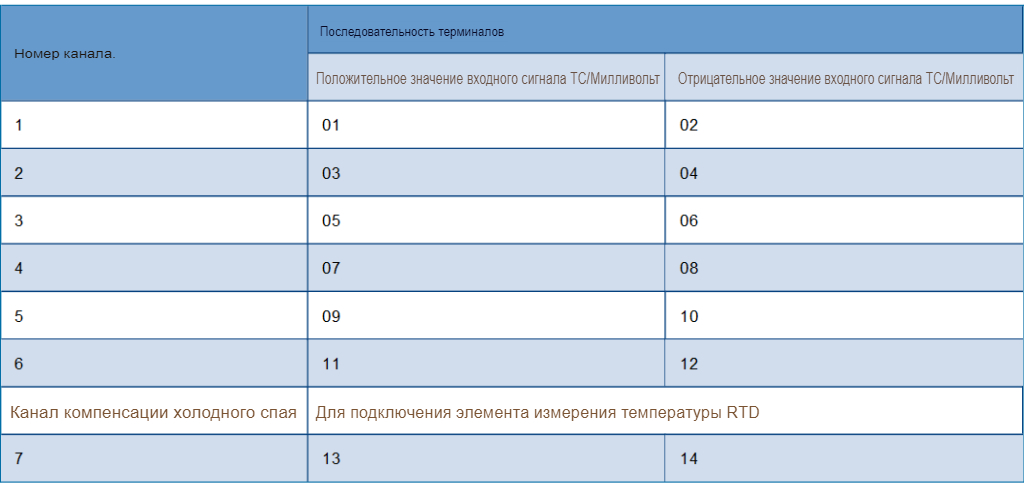 Номер канала.
Последовательность терминалов
Положительное значение входного сигнала ТС/Милливольт
Отрицательное значение входного сигнала ТС/Милливольт
1 01 02
2 03 04
3 05 06
4 07 08
5 09 10
6 11 12
Канал компенсации холодного спая Для подключения элемента измерения температуры RTD
7 13 14